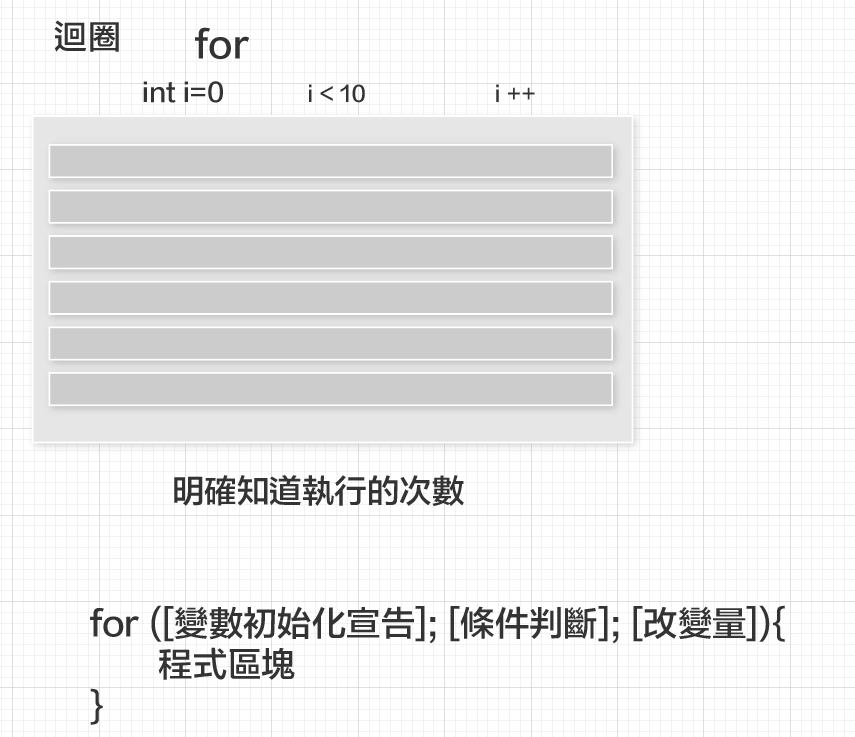 迴圈 for
int i=0 i < 10 i ++
明確知道執行的次數
for ([變數初始化宣告]; [條件判斷]; [改變量]){
程式區塊
}